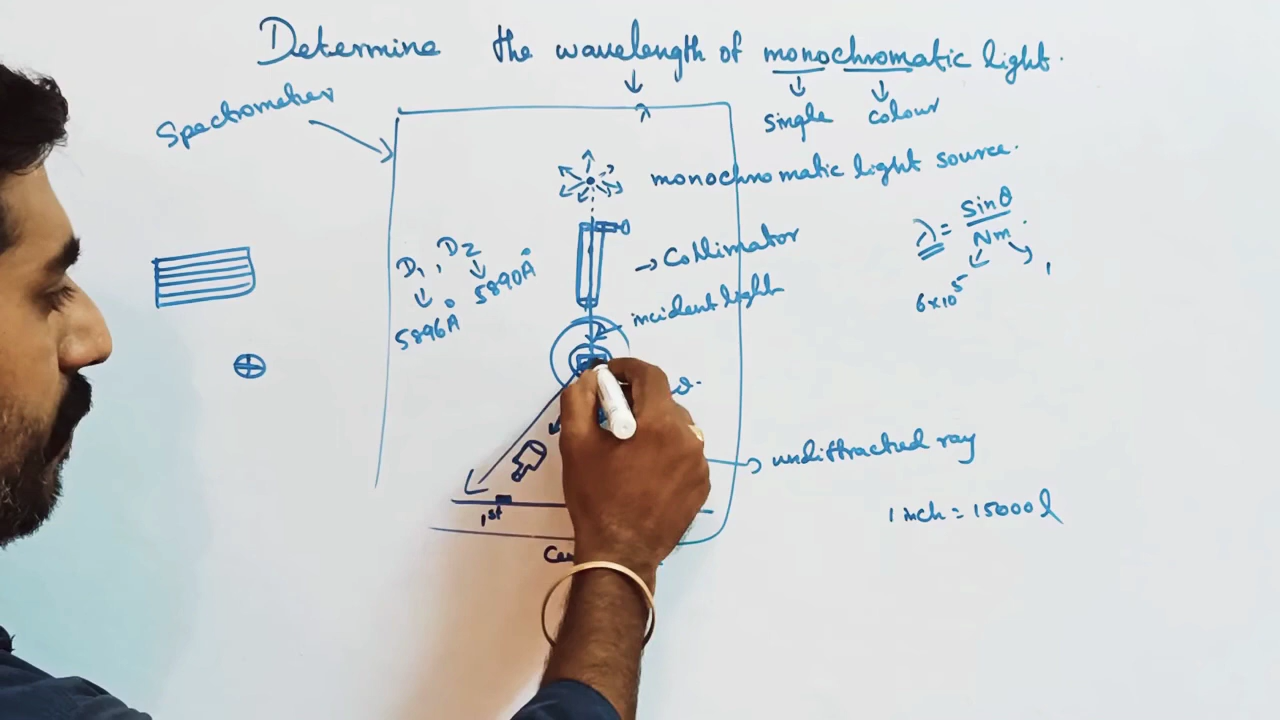 Determine the wavelength of monochromatic light.
single colour
Spectrometer
monochromatic light source.
λ = Sinθ / Nm
6×10⁵ 1
D₁, D₂
5896Å 5890Å
→ Collimator
incident light
undiffracted ray
1st
1 inch = 15000 l